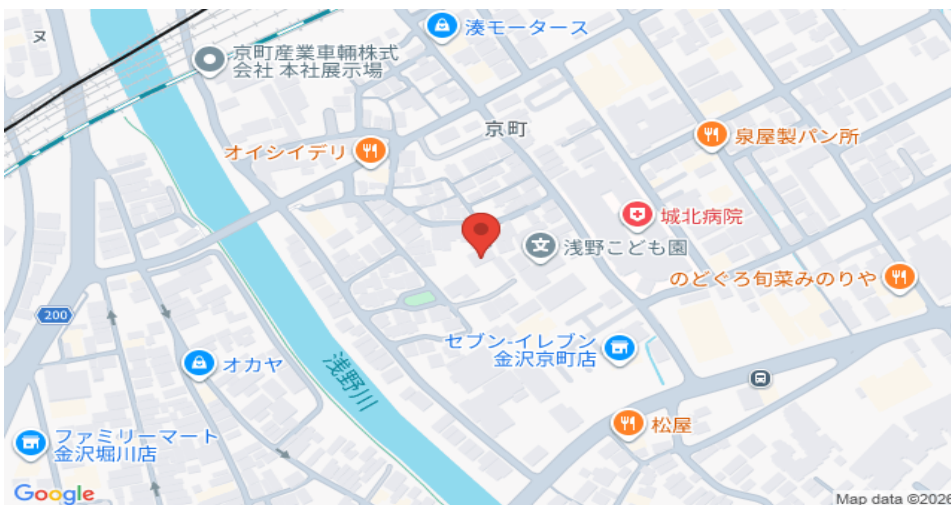 湊モータース
ヌ
京町産業車輛株式
会社 本社展示場
京町
泉屋製パン所
オイシイデリ
城北病院
浅野こども園
のどぐろ旬菜みのりや
200
セブン-イレブン
金沢京町店
オカヤ
浅野川
松屋
ファミリーマート
金沢堀川店
Google
Map data ©2026